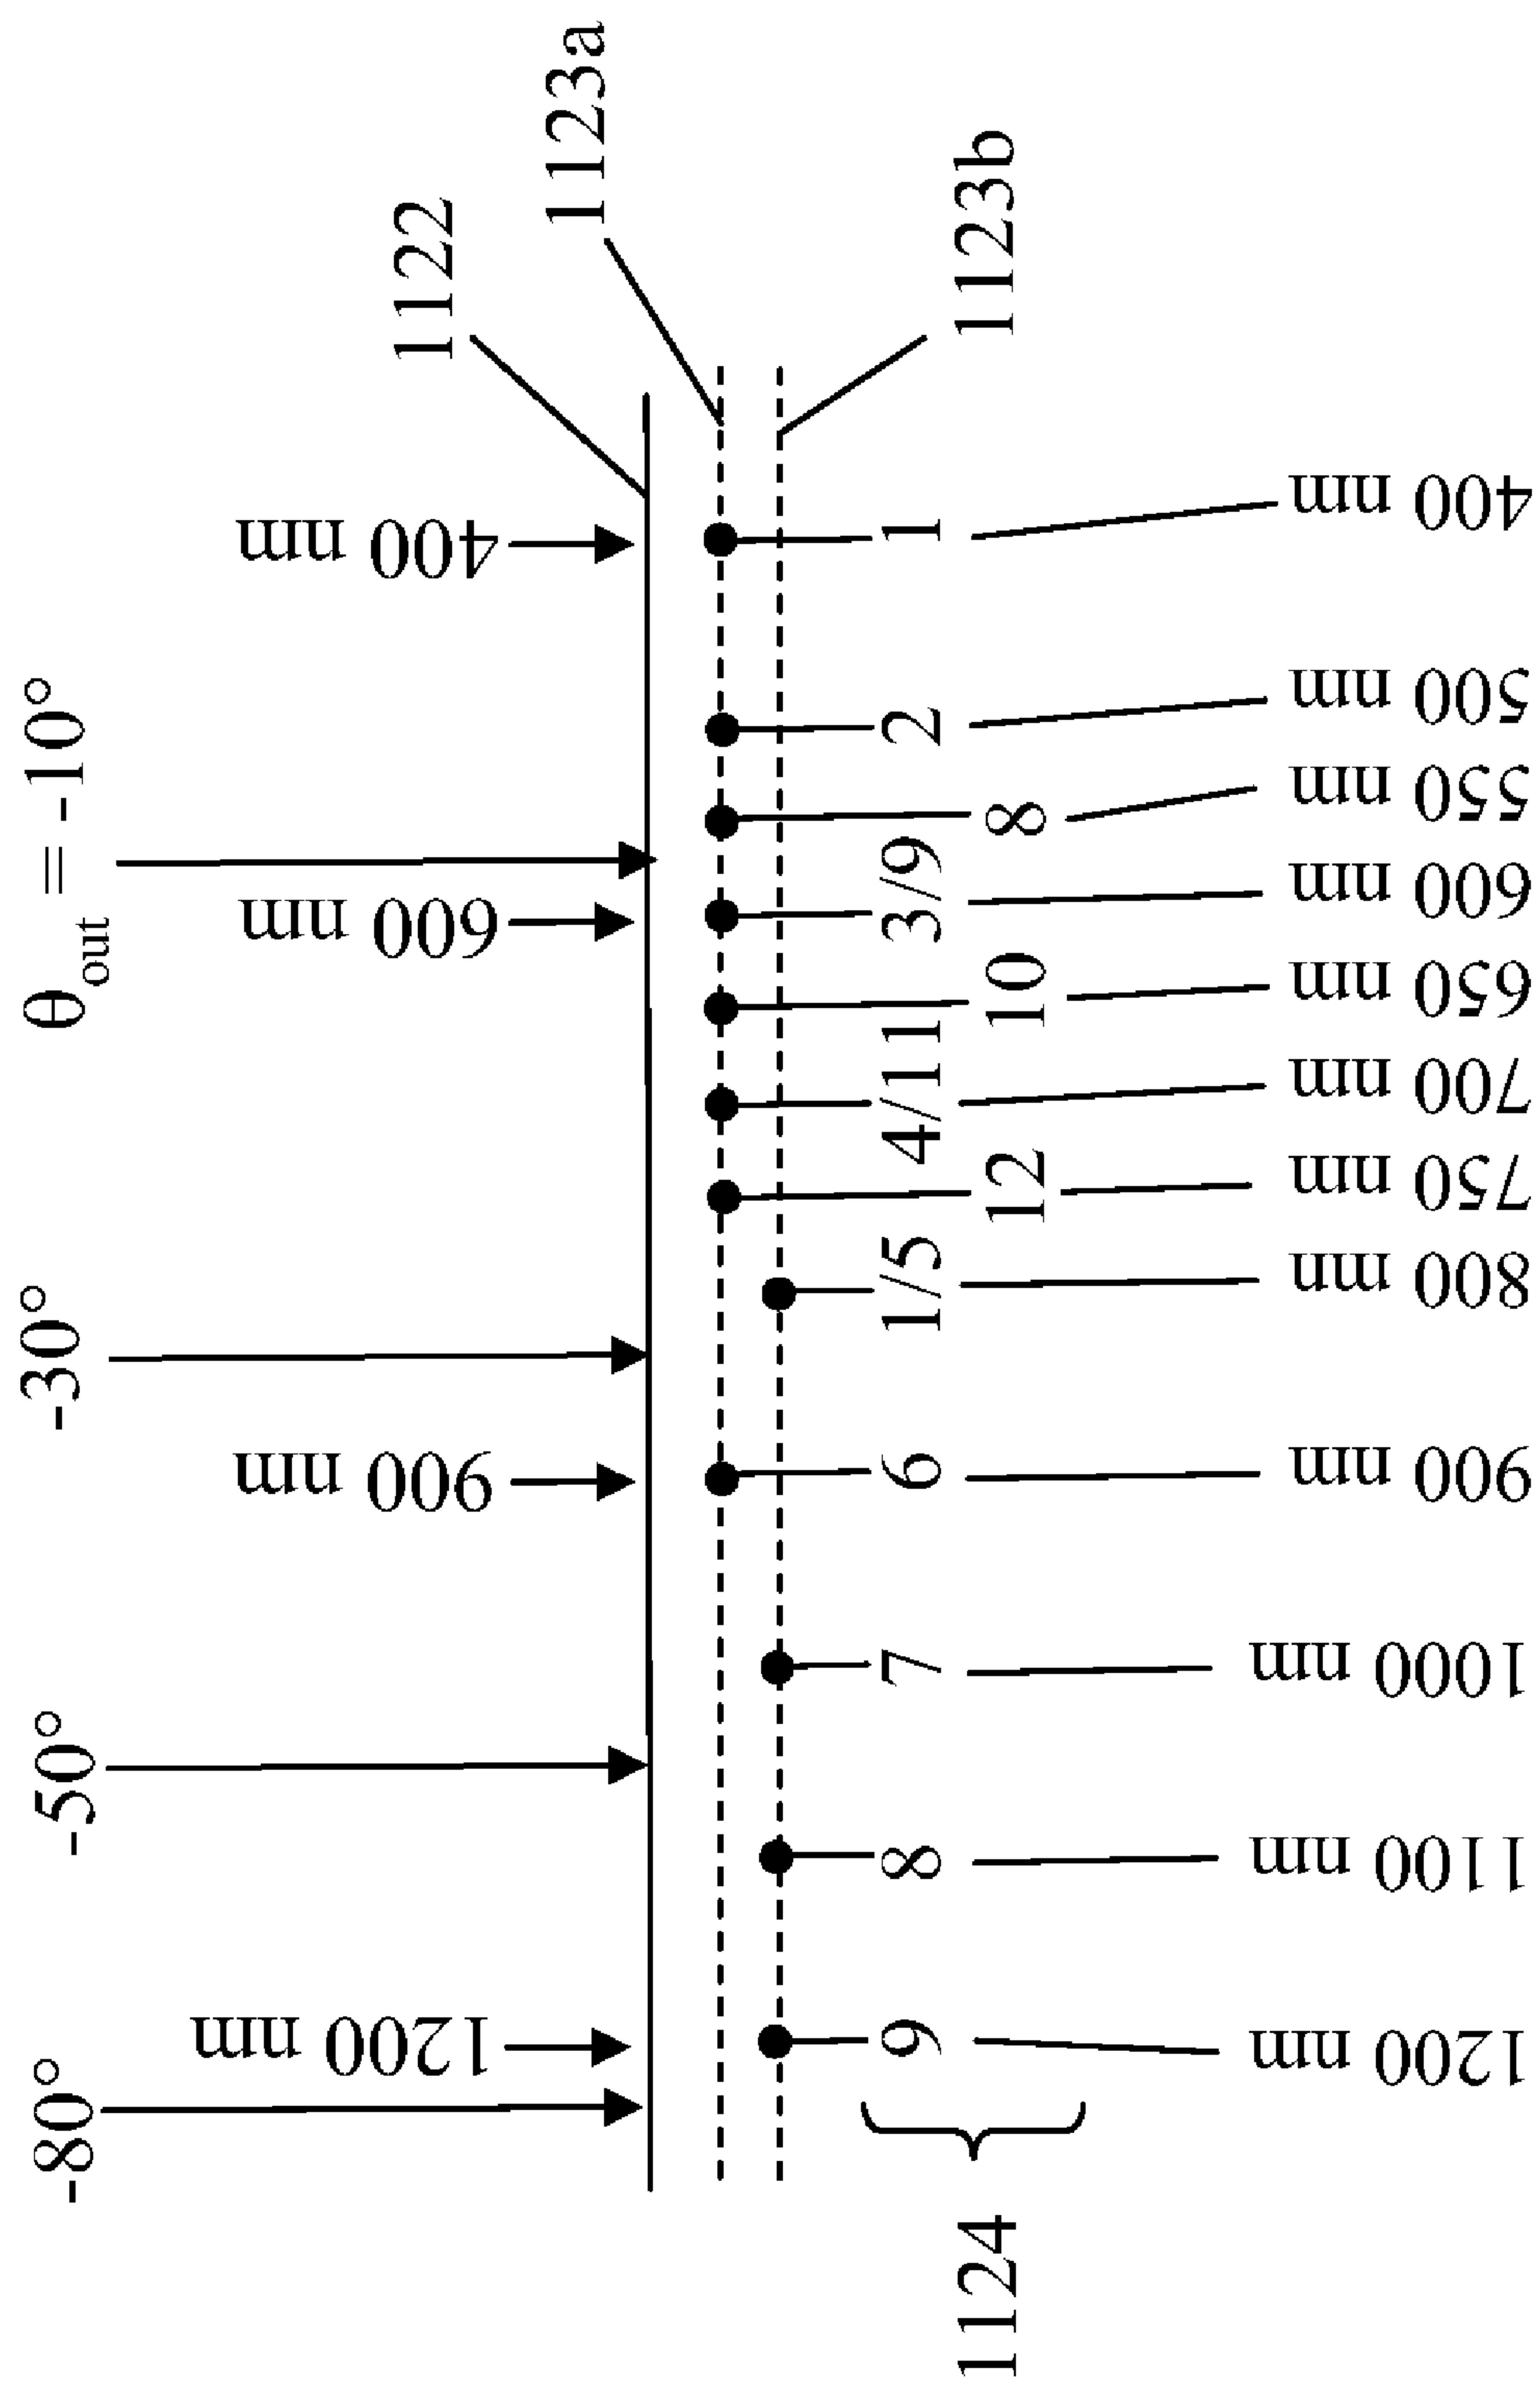 -80°
-50°
-30°
θout = -10°
1200 nm
900 nm
600 nm
400 nm
1122
1123a
1123b
9
8
7
6
1/5
4/11
3/9
2
1
12
10
8
1124
1200 nm
1100 nm
1000 nm
900 nm
800 mn
750 nm
700 nm
650 nm
600 nm
550 nm
500 nm
400 nm